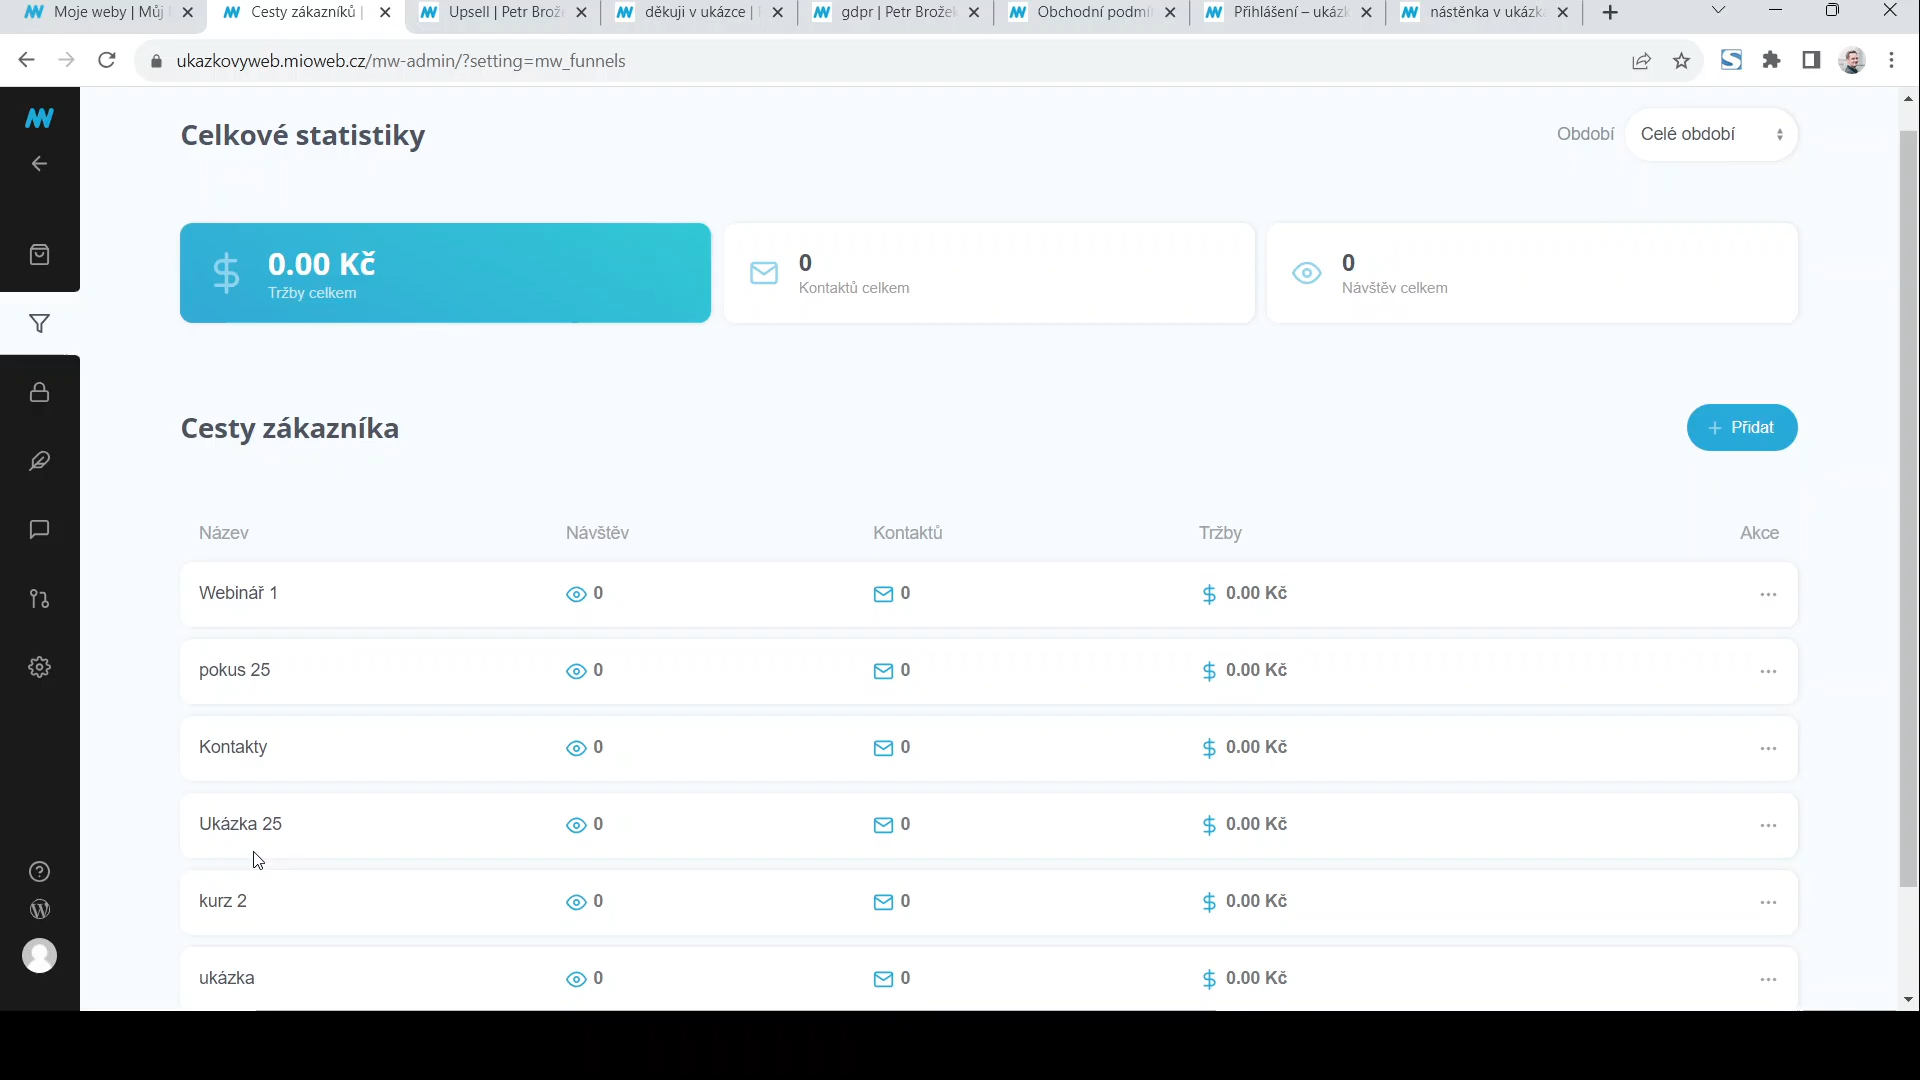 Moje weby | Můj
Cesty zákazníků |
Upsell | Petr Brož
děkuji v ukázce |
gdpr | Petr Brožek
Obchodní podmí
Přihlášení – ukáz
nástěnka v ukázk
ukazkovyweb.mioweb.cz/mw-admin/?setting=mw_funnels
Celkové statistiky
Období
Celé období
0.00 Kč
Tržby celkem
0
Kontaktů celkem
0
Návštěv celkem
Cesty zákazníka
+ Přidat
Název Návštěv Kontaktů Tržby Akce
Webinář 1 0 0 0.00 Kč
pokus 25 0 0 0.00 Kč
Kontakty 0 0 0.00 Kč
Ukázka 25 0 0 0.00 Kč
kurz 2 0 0 0.00 Kč
ukázka 0 0 0.00 Kč